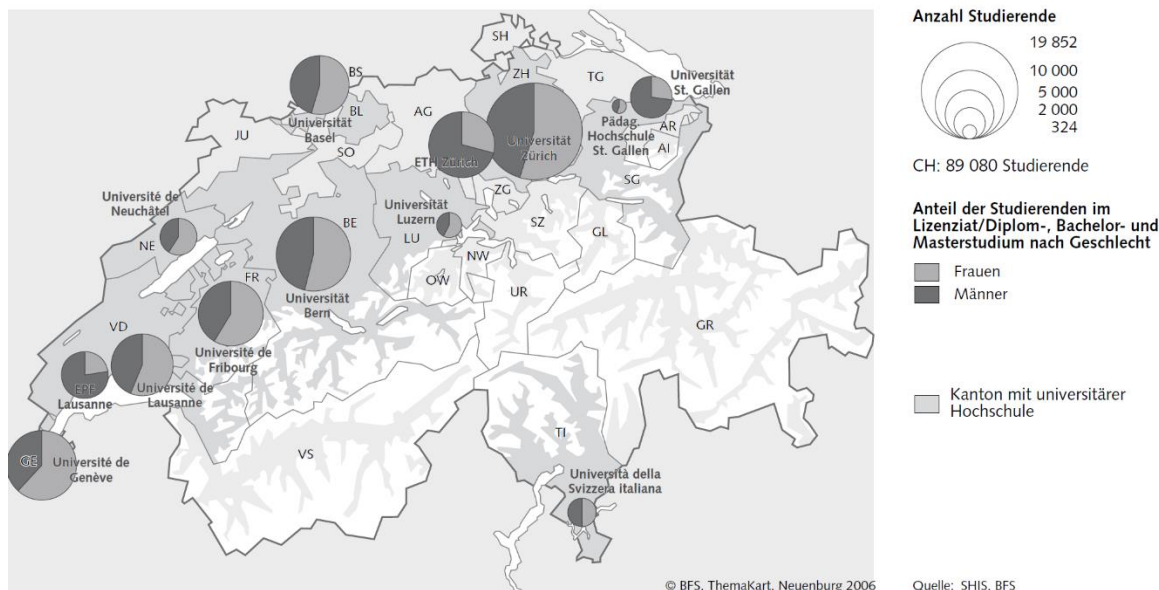 SH
BS
ZH
TG
Universität
St. Gallen
BL
AG
Universität
Basel
JU
SO
ETH Zürich
Universität
Zürich
Pädag.
Hochschule
St. Gallen
AR
AI
SG
Université de
Neuchâtel
NE
BE
Universität
Luzern
LU
ZG
SZ
GL
NW
OW
UR
FR
Universität
Bern
GR
VD
Université de
Fribourg
EPF
Lausanne
Université de
Lausanne
GE
Université de
Genève
VS
TI
Università della
Svizzera italiana
© BFS, ThemaKart, Neuenburg 2006
Anzahl Studierende
19 852
10 000
5 000
2 000
324
CH: 89 080 Studierende
Anteil der Studierenden im
Lizenziat/Diplom-, Bachelor- und
Masterstudium nach Geschlecht
Frauen
Männer
Kanton mit universitärer
Hochschule
Quelle: SHIS, BFS